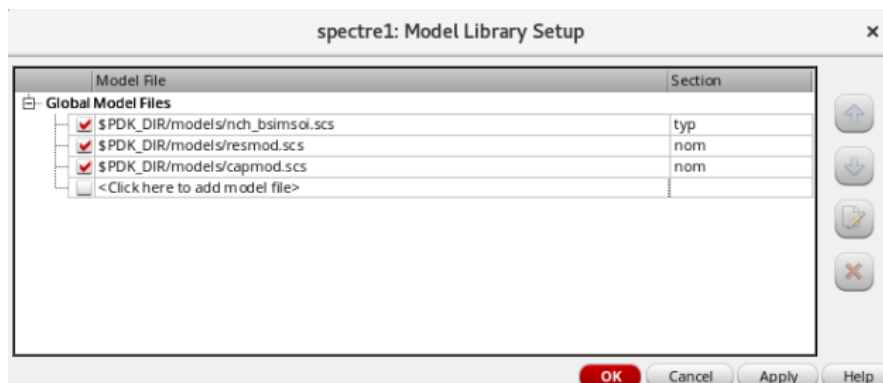 spectre1: Model Library Setup
Model File Section
Global Model Files
$PDK_DIR/models/nch_bsimsoi.scs typ
$PDK_DIR/models/resmod.scs nom
$PDK_DIR/models/capmod.scs nom
<Click here to add model file>
OK Cancel Apply Help